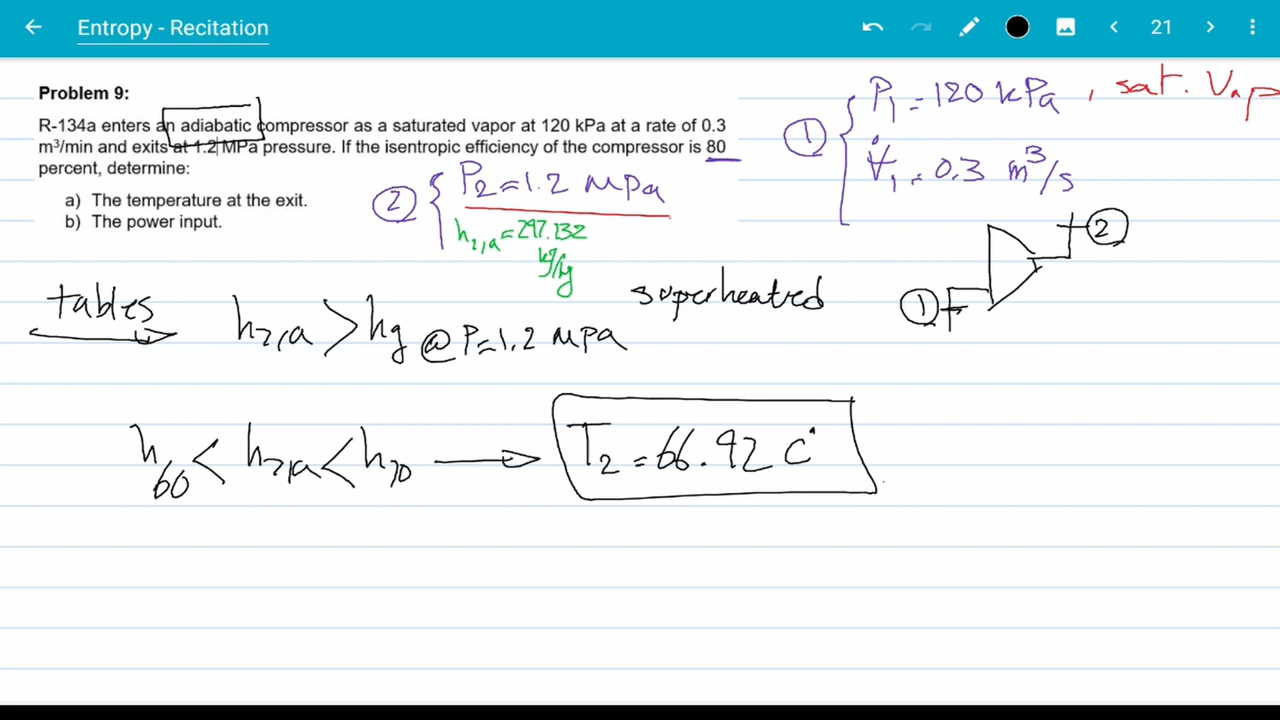 Entropy - Recitation
21
Problem 9:
R-134a enters an adiabatic compressor as a saturated vapor at 120 kPa at a rate of 0.3
m³/min and exits at 1.2 MPa pressure. If the isentropic efficiency of the compressor is 80
percent, determine:
a) The temperature at the exit.
b) The power input.
① P₁ = 120 kPa, sat. Vap
V̇₁ = 0.3 m³/s
② P₂ = 1.2 MPa
h₂,a = 297.132
kJ/kg
①
②
tables
h₂,a > hg @ P = 1.2 MPa
superheated
h₆₀ < h₂,a < h₇₀ → T₂ = 66.92 C°